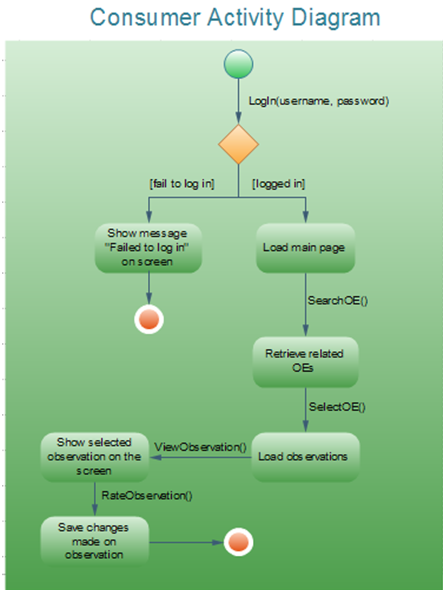 Consumer Activity Diagram
LogIn(username, password)
[fail to log in]
[logged in]
Show message
"Failed to log in"
on screen
Load main page
SearchOE()
Retrieve related
OEs
SelectOE()
Show selected
observation on the
screen
ViewObservation()
Load observations
RateObservation()
Save changes
made on
observation